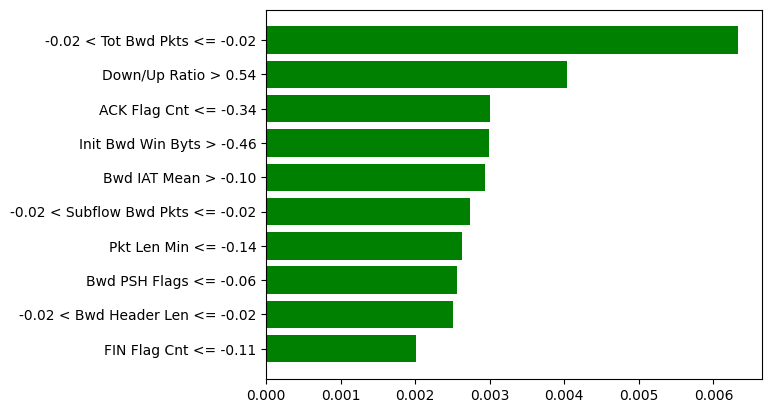 -0.02 < Tot Bwd Pkts <= -0.02
Down/Up Ratio > 0.54
ACK Flag Cnt <= -0.34
Init Bwd Win Byts > -0.46
Bwd IAT Mean > -0.10
-0.02 < Subflow Bwd Pkts <= -0.02
Pkt Len Min <= -0.14
Bwd PSH Flags <= -0.06
-0.02 < Bwd Header Len <= -0.02
FIN Flag Cnt <= -0.11
0.000 0.001 0.002 0.003 0.004 0.005 0.006